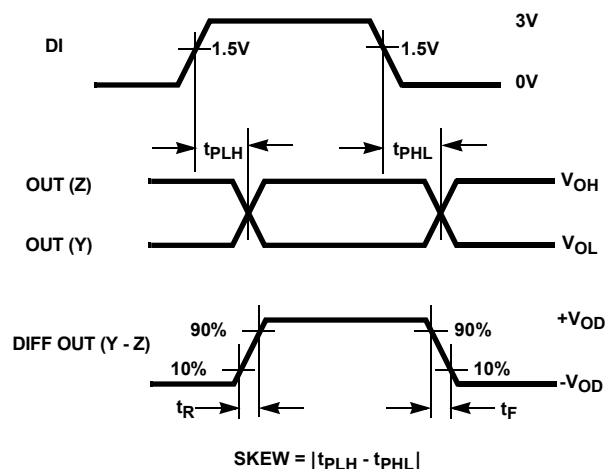 3V
DI
1.5V
1.5V
0V
tPLH
tPHL
OUT (Z)
VOH
OUT (Y)
VOL
+VOD
90%
90%
DIFF OUT (Y - Z)
10%
10%
-VOD
tR
tF
SKEW = |tPLH - tPHL|